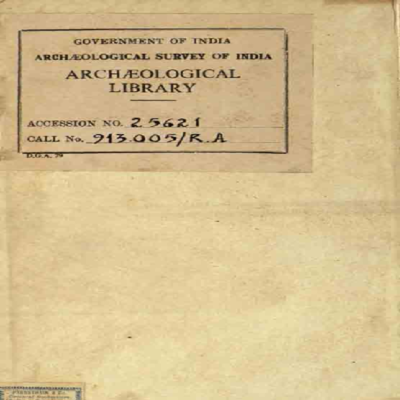 GOVERNMENT OF INDIA
ARCHÆOLOGICAL SURVEY OF INDIA
ARCHÆOLOGICAL
LIBRARY
ACCESSION NO. 25621
CALL No. 913.005/R.A
D.G.A. 79